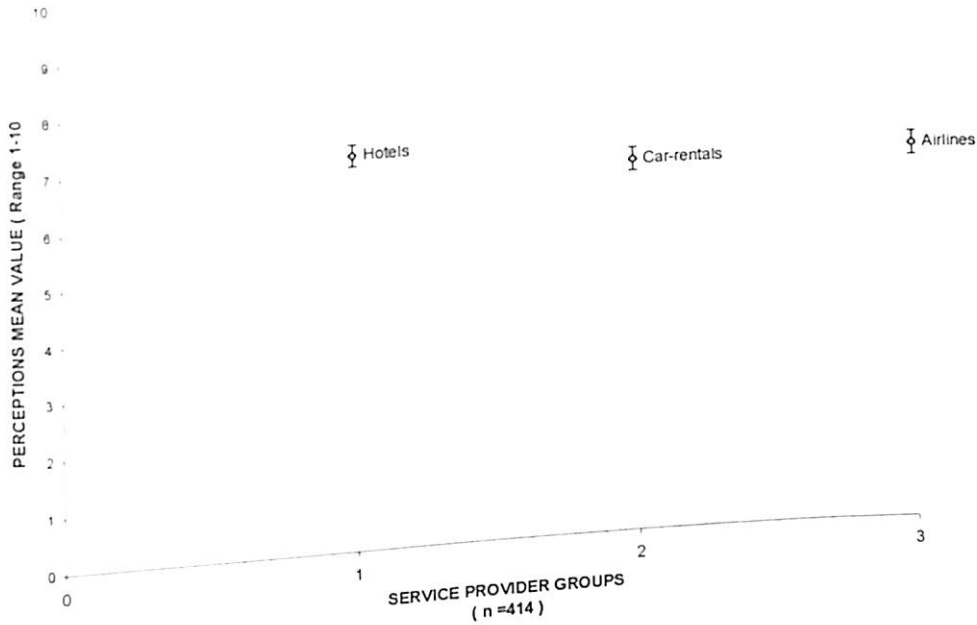 10
9
8
7
6
5
4
3
2
1
0
PERCEPTIONS MEAN VALUE ( Range 1-10
Hotels
Car-rentals
Airlines
0
1
2
3
SERVICE PROVIDER GROUPS
( n =414 )